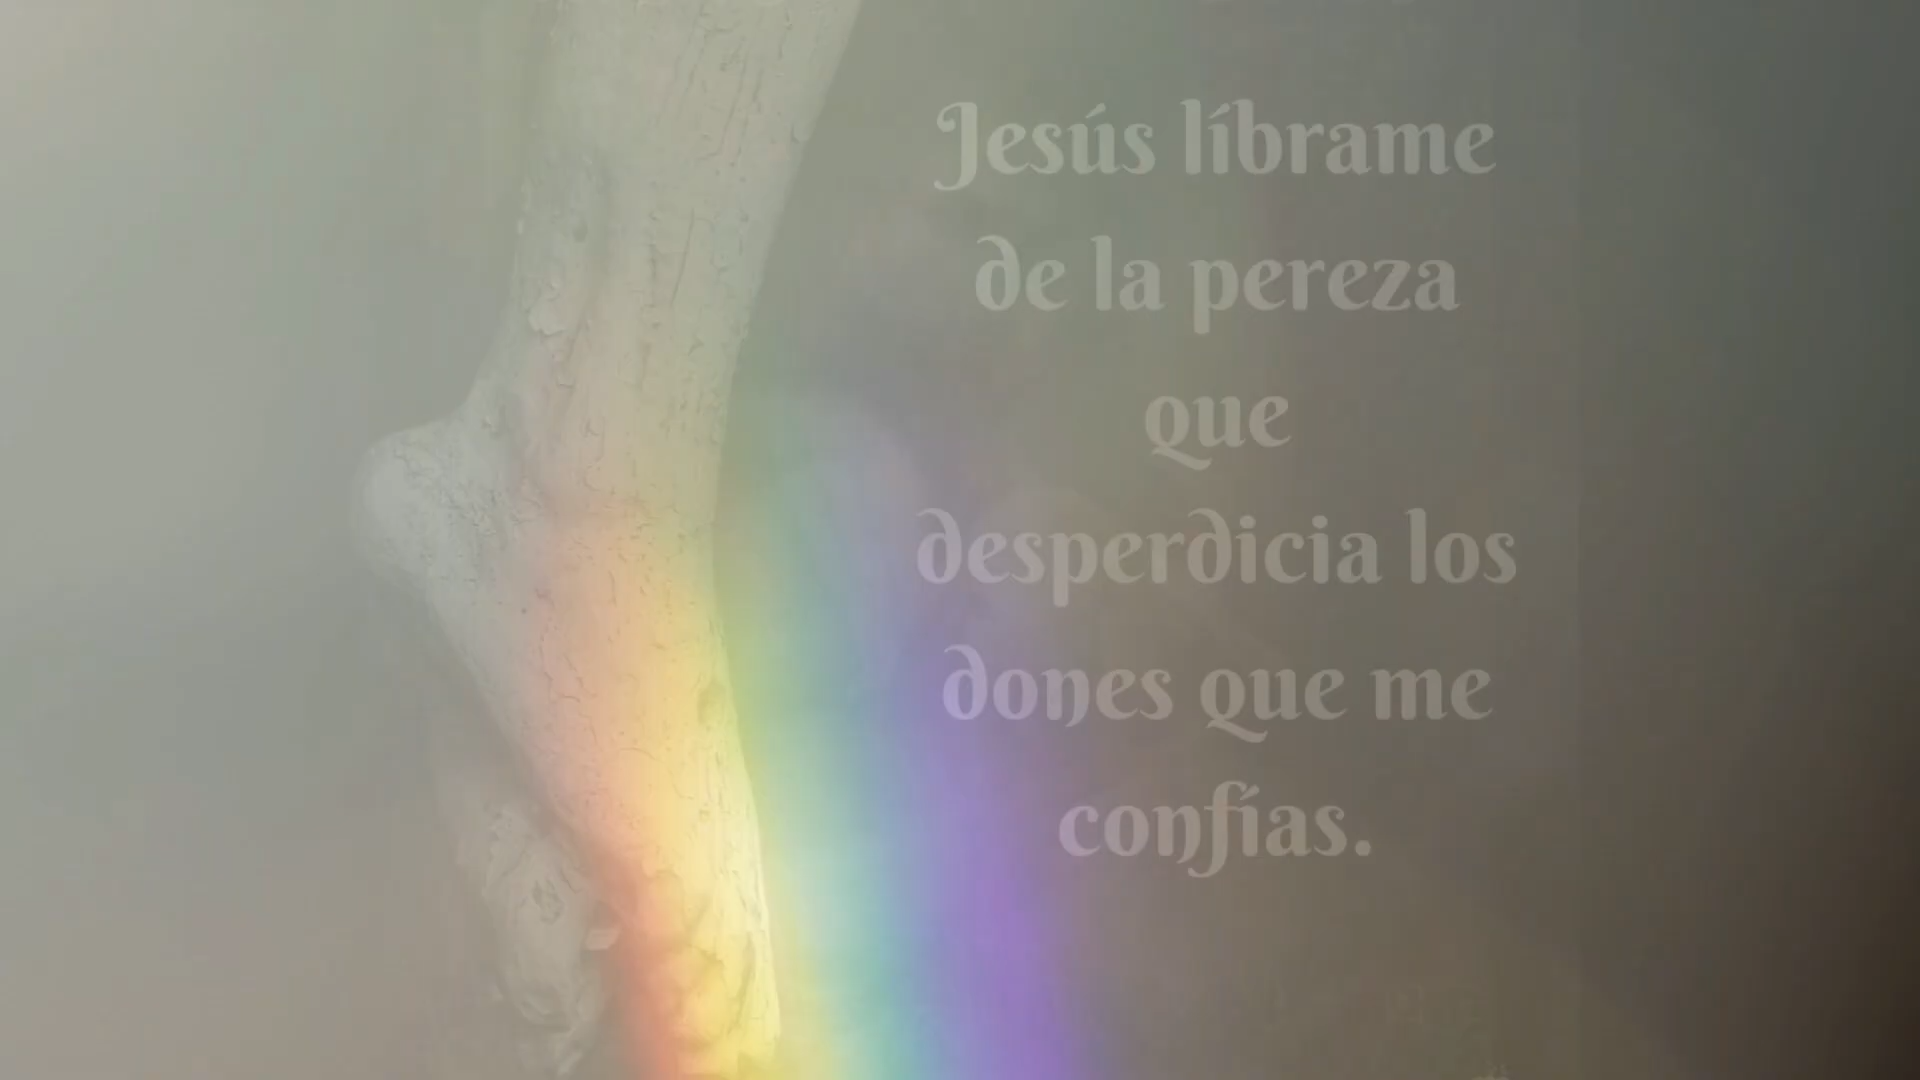 Jesús líbrame
de la pereza
que
desperdicia los
dones que me
confías.